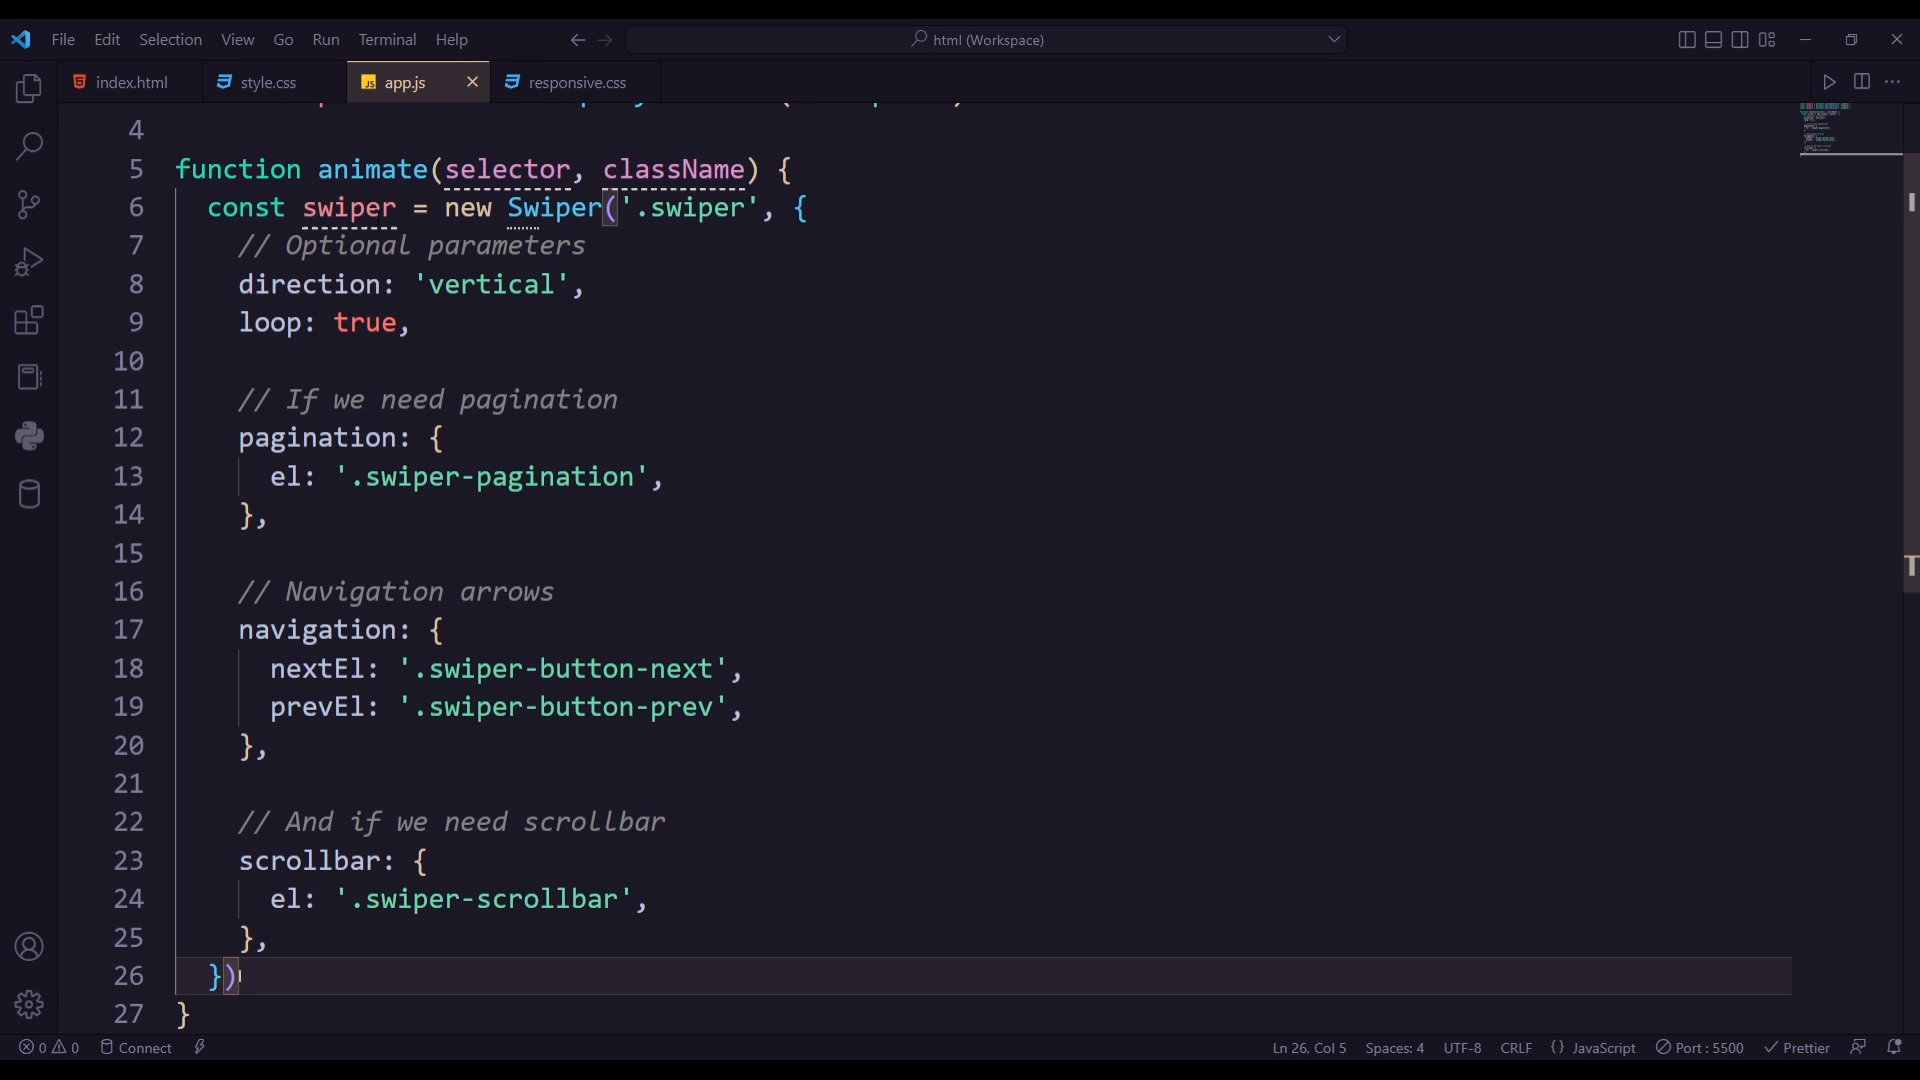 File Edit Selection View Go Run Terminal Help
html (Workspace)
index.html style.css app.js responsive.css
4
5 function animate(selector, className) {
6 const swiper = new Swiper('.swiper', {
7 // Optional parameters
8 direction: 'vertical',
9 loop: true,
10
11 // If we need pagination
12 pagination: {
13 el: '.swiper-pagination',
14 },
15
16 // Navigation arrows
17 navigation: {
18 nextEl: '.swiper-button-next',
19 prevEl: '.swiper-button-prev',
20 },
21
22 // And if we need scrollbar
23 scrollbar: {
24 el: '.swiper-scrollbar',
25 },
26 })
27 }
0 0 Connect Ln 26, Col 5 Spaces: 4 UTF-8 CRLF {} JavaScript Port : 5500 Prettier